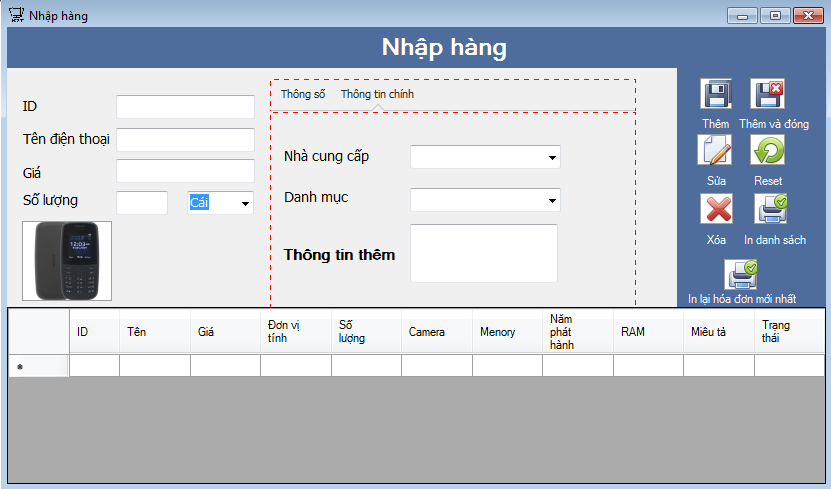 Nhập hàng
Nhập hàng
ID
Tên điện thoại
Giá
Số lượng
Cái
Thông số
Thông tin chính
Nhà cung cấp
Danh mục
Thông tin thêm
Thêm
Thêm và đóng
Sửa
Reset
Xóa
In danh sách
In lại hóa đơn mới nhất
ID
Tên
Giá
Đơn vị
tính
Số
lượng
Camera
Menory
Năm
phát
hành
RAM
Miêu tả
Trạng
thái